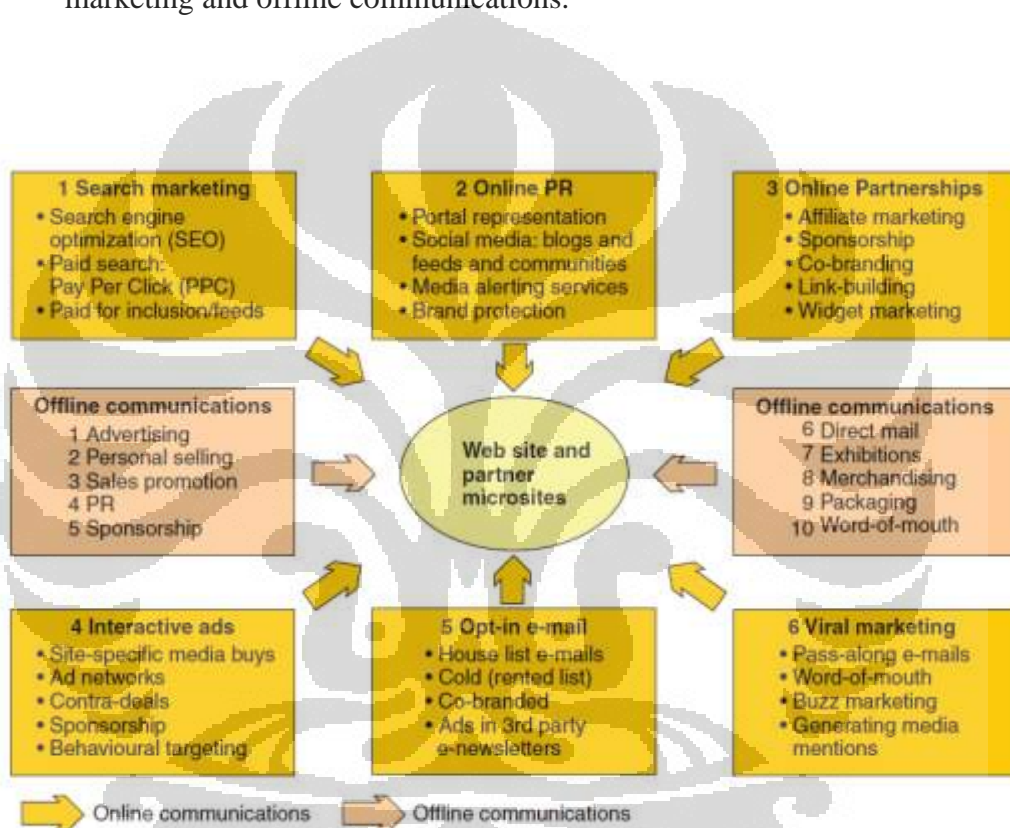 marketing and offline communications.
1 Search marketing
• Search engine
optimization (SEO)
• Paid search:
Pay Per Click (PPC)
• Paid for inclusion/feeds
2 Online PR
• Portal representation
• Social media: blogs and
feeds and communities
• Media alerting services
• Brand protection
3 Online Partnerships
• Affiliate marketing
• Sponsorship
• Co-branding
• Link-building
• Widget marketing
Offline communications
1 Advertising
2 Personal selling
3 Sales promotion
4 PR
5 Sponsorship
Web site and
partner
microsites
Offline communications
6 Direct mail
7 Exhibitions
8 Merchandising
9 Packaging
10 Word-of-mouth
4 Interactive ads
• Site-specific media buys
• Ad networks
• Contra-deals
• Sponsorship
• Behavioural targeting
5 Opt-in e-mail
• House list e-mails
• Cold (rented list)
• Co-branded
• Ads in 3rd party
e-newsletters
6 Viral marketing
• Pass-along e-mails
• Word-of-mouth
• Buzz marketing
• Generating media
mentions
Online communications
Offline communications